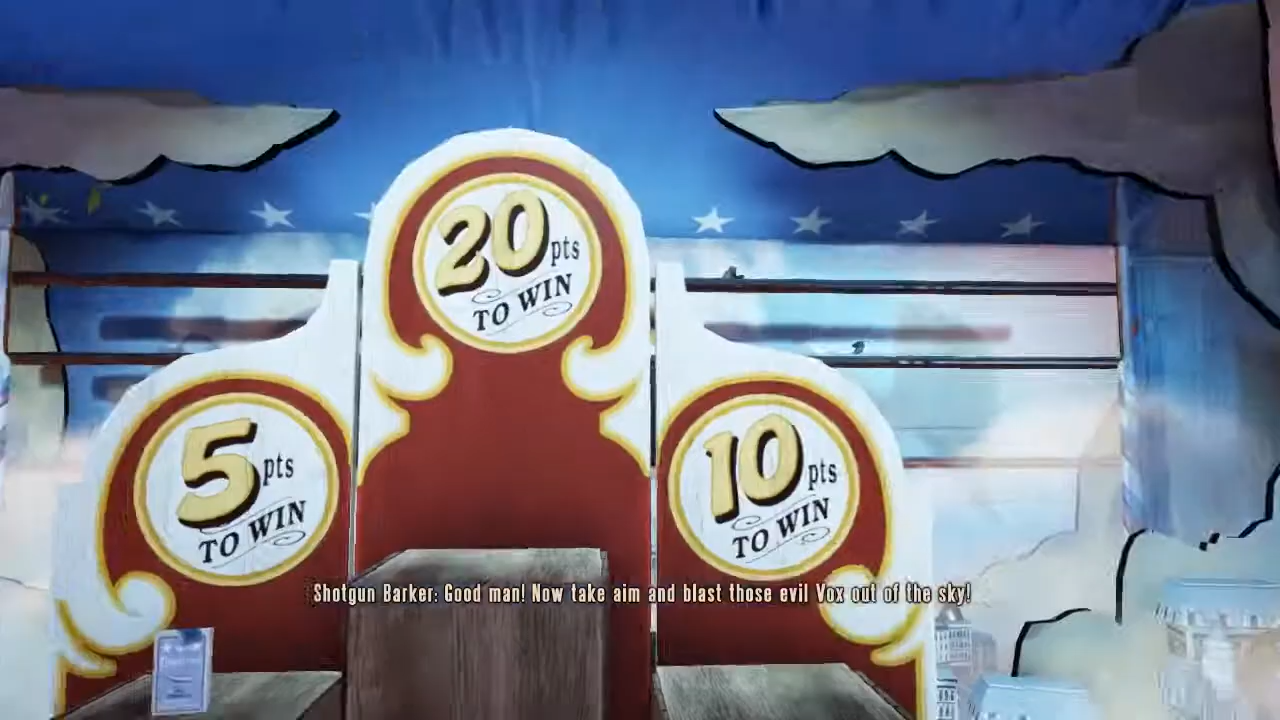 20 pts
TO WIN
5 pts
TO WIN
10 pts
TO WIN
Shotgun Barker: Good man! Now take aim and blast those evil Vox out of the sky!